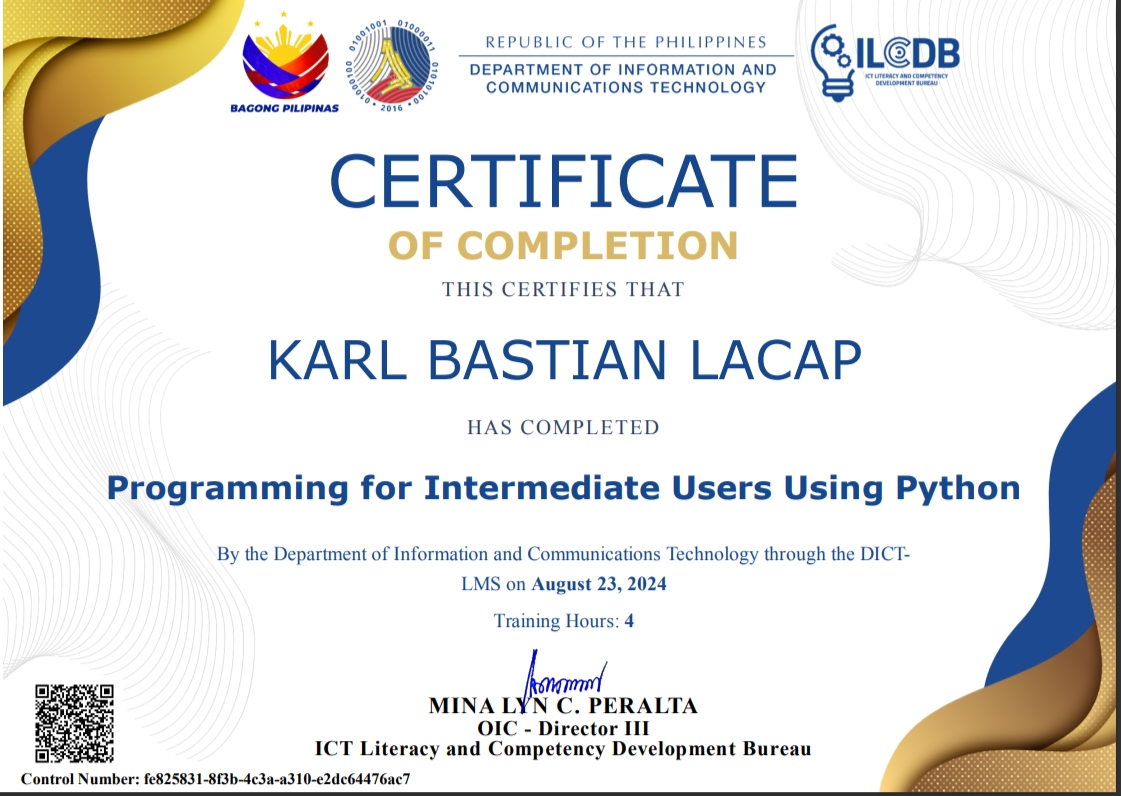 BAGONG PILIPINAS
01000100 01001001 01000011 01010100
• 2016 •
REPUBLIC OF THE PHILIPPINES
DEPARTMENT OF INFORMATION AND
COMMUNICATIONS TECHNOLOGY
ILCDB
ICT LITERACY AND COMPETENCY
DEVELOPMENT BUREAU
CERTIFICATE
OF COMPLETION
THIS CERTIFIES THAT
KARL BASTIAN LACAP
HAS COMPLETED
Programming for Intermediate Users Using Python
By the Department of Information and Communications Technology through the DICT-
LMS on August 23, 2024
Training Hours: 4
MINA LYN C. PERALTA
OIC - Director III
ICT Literacy and Competency Development Bureau
Control Number: fe825831-8f3b-4c3a-a310-e2dc64476ac7